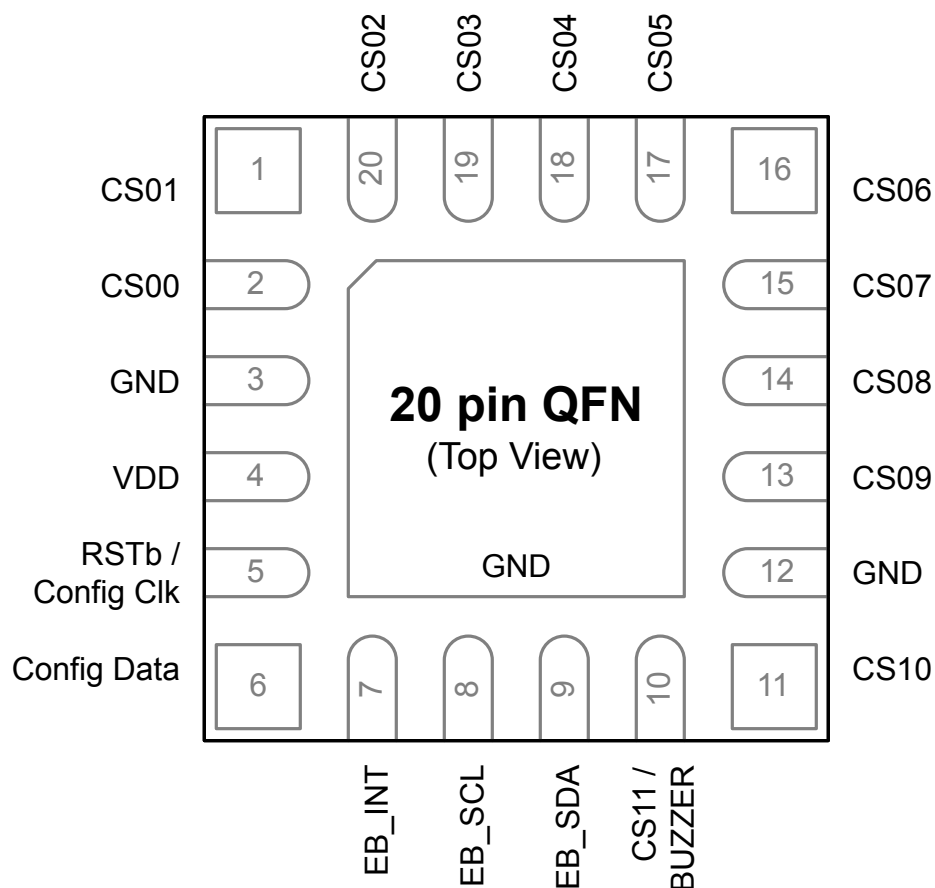 CS02
CS03
CS04
CS05
20
19
18
17
1
16
CS01
CS06
CS00
2
15
CS07
GND
3
14
CS08
20 pin QFN
(Top View)
VDD
4
13
CS09
RSTb /
Config Clk
5
GND
12
GND
Config Data
6
7
8
9
10
11
CS10
EB_INT
EB_SCL
EB_SDA
CS11 /
BUZZER